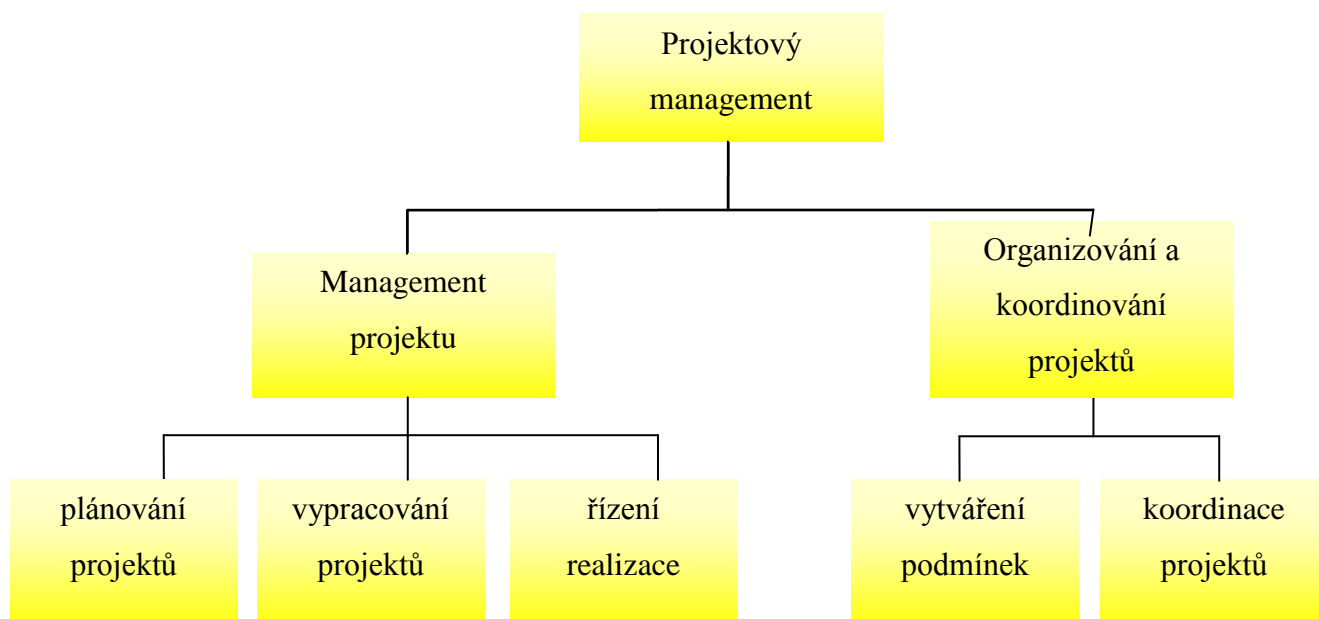 Projektový
management
Management
projektu
Organizování a
koordinování
projektů
plánování
projektů
vypracování
projektů
řízení
realizace
vytváření
podmínek
koordinace
projektů